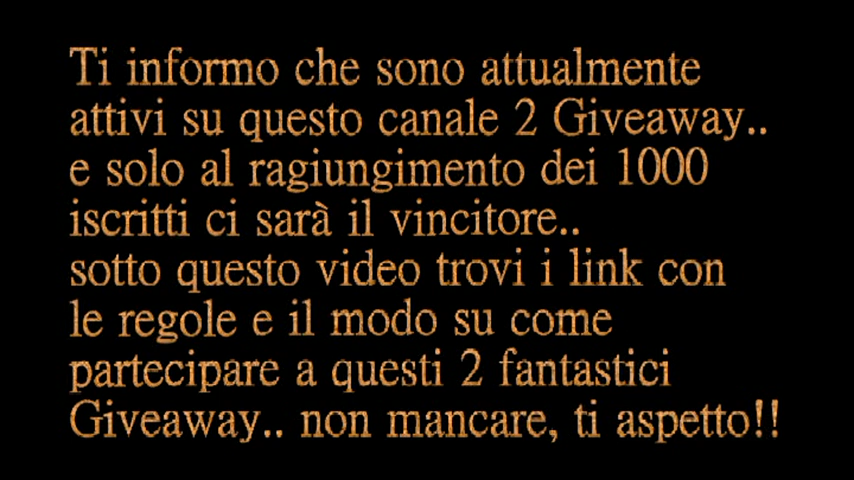 Ti informo che sono attualmente
attivi su questo canale 2 Giveaway..
e solo al ragiungimento dei 1000
iscritti ci sarà il vincitore..
sotto questo video trovi i link con
le regole e il modo su come
partecipare a questi 2 fantastici
Giveaway.. non mancare, ti aspetto!!